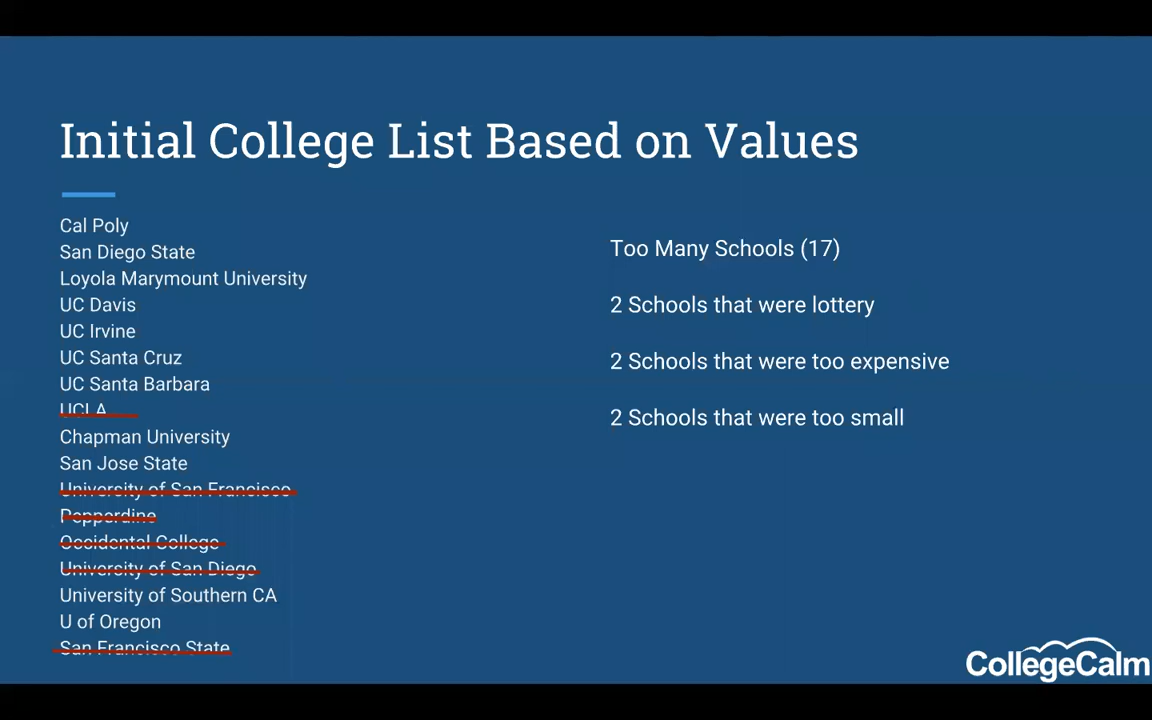 Initial College List Based on Values
Cal Poly
San Diego State
Loyola Marymount University
UC Davis
UC Irvine
UC Santa Cruz
UC Santa Barbara
UCLA
Chapman University
San Jose State
University of San Francisco
Pepperdine
Occidental College
University of San Diego
University of Southern CA
U of Oregon
San Francisco State
Too Many Schools (17)
2 Schools that were lottery
2 Schools that were too expensive
2 Schools that were too small
CollegeCalm